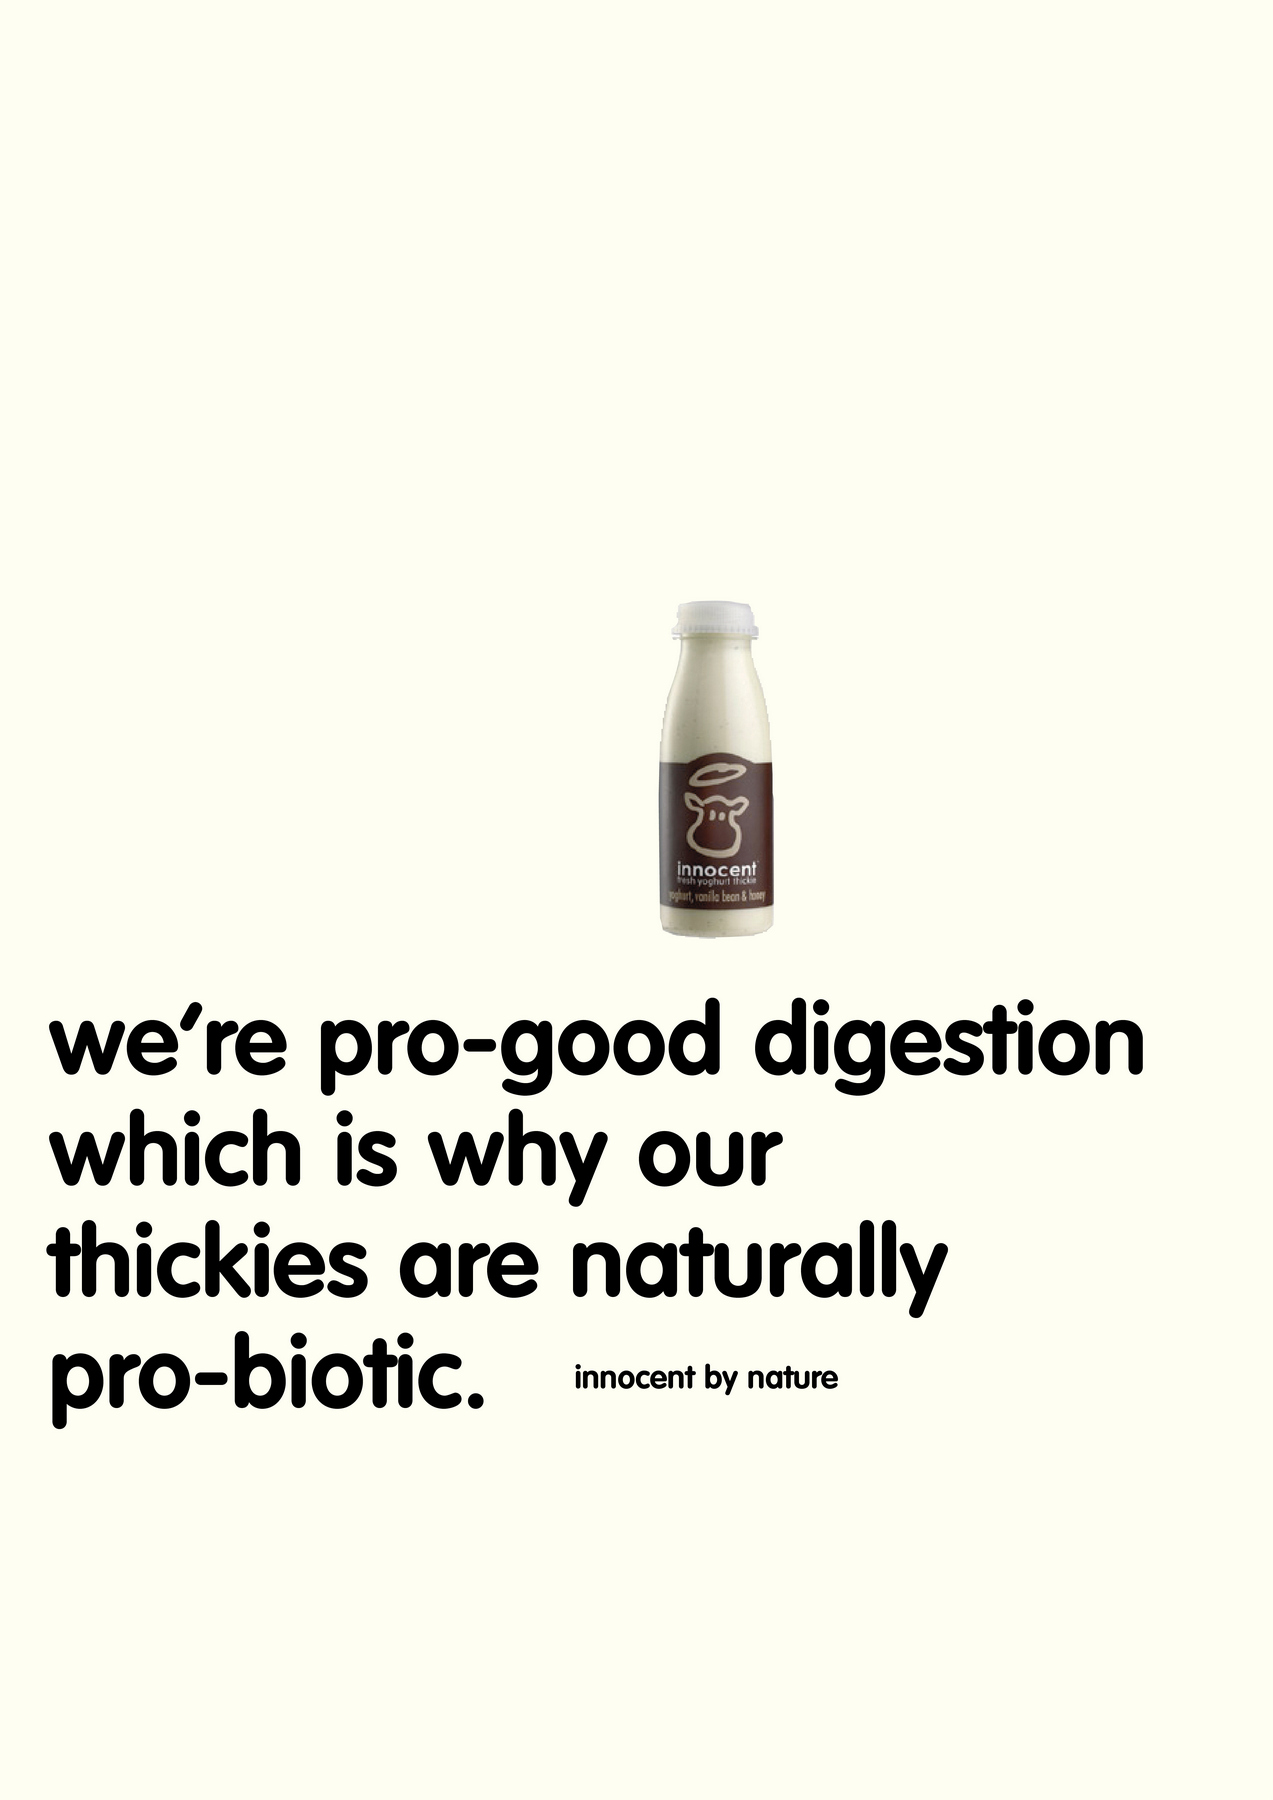 innocent
fresh yoghurt thickie
yoghurt, vanilla bean & honey
we're pro-good digestion
which is why our
thickies are naturally
pro-biotic.
innocent by nature